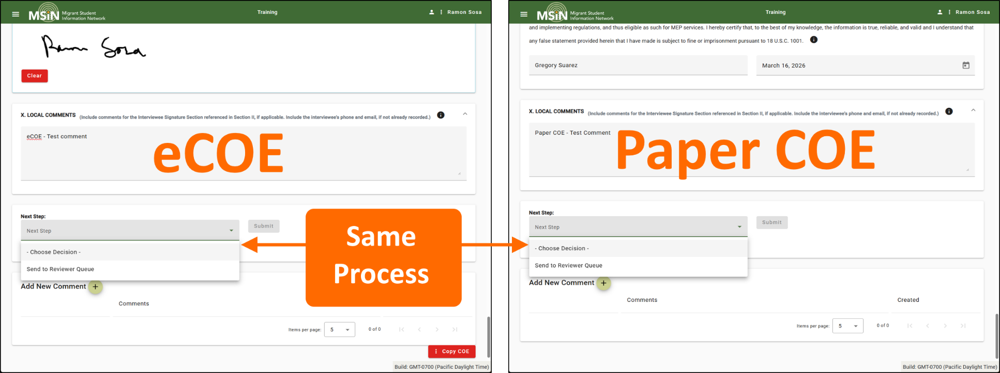 MSIN Migrant Student
Information Network
Training
Ramon Sosa
Ramon Sosa
Clear
X. LOCAL COMMENTS (Include comments for the Interviewee Signature Section referenced in Section II, if applicable. Include the interviewee's phone and email, if not already recorded.)
eCOE - Test comment
eCOE
Next Step:
Next Step
Submit
- Choose Decision -
Send to Reviewer Queue
Add New Comment +
Comments
Items per page: 5 0 of 0
Copy COE
Build: GMT-0700 (Pacific Daylight Time)
Same
Process
MSIN Migrant Student
Information Network
Training
Ramon Sosa
and implementing regulations, and thus eligible as such for MEP services. I hereby certify that, to the best of my knowledge, the information is true, reliable, and valid and I understand that
any false statement provided herein that I have made is subject to fine or imprisonment pursuant to 18 U.S.C. 1001.
Gregory Suarez
March 16, 2026
X. LOCAL COMMENTS (Include comments for the Interviewee Signature Section referenced in Section II, if applicable. Include the interviewee's phone and email, if not already recorded.)
Paper COE - Test Comment
Paper COE
Next Step:
Next Step
Submit
- Choose Decision -
Send to Reviewer Queue
Add New Comment +
Comments
Created
Items per page: 5 0 of 0
Build: GMT-0700 (Pacific Daylight Time)